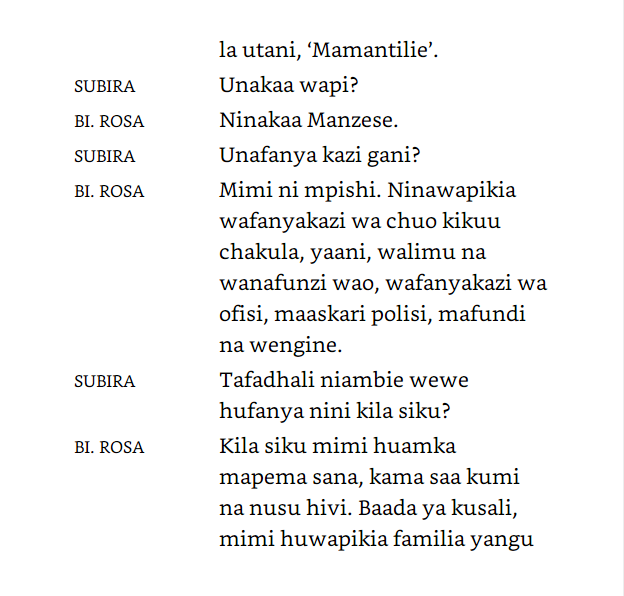 la utani, ‘Mamantilie’.
SUBIRA Unakaa wapi?
BI. ROSA Ninakaa Manzese.
SUBIRA Unafanya kazi gani?
BI. ROSA Mimi ni mpishi. Ninawapikia
wafanyakazi wa chuo kikuu
chakula, yaani, walimu na
wanafunzi wao, wafanyakazi wa
ofisi, maaskari polisi, mafundi
na wengine.
SUBIRA Tafadhali niambie wewe
hufanya nini kila siku?
BI. ROSA Kila siku mimi huamka
mapema sana, kama saa kumi
na nusu hivi. Baada ya kusali,
mimi huwapikia familia yangu